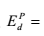 E_d^P =